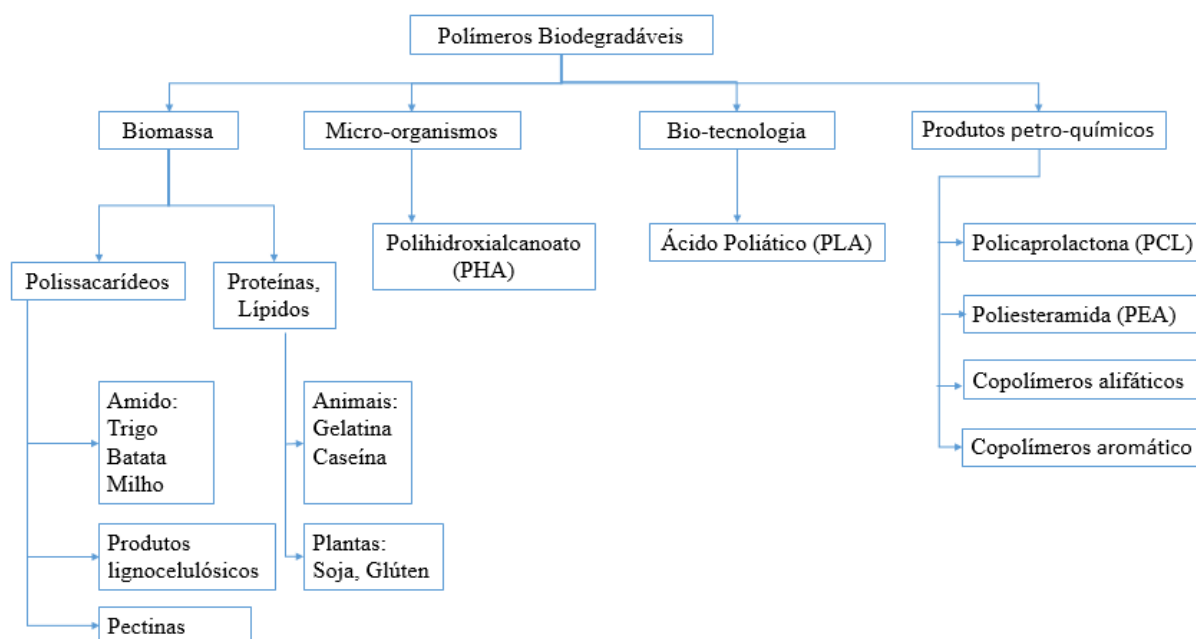 Polímeros Biodegradáveis
Biomassa
Micro-organismos
Bio-tecnologia
Produtos petro-químicos
Polissacarídeos
Proteínas,
Lípidos
Polihidroxialcanoato
(PHA)
Ácido Poliático (PLA)
Policaprolactona (PCL)
Poliesteramida (PEA)
Copolímeros alifáticos
Copolímeros aromático
Amido:
Trigo
Batata
Milho
Produtos
lignocelulósicos
Pectinas
Animais:
Gelatina
Caseína
Plantas:
Soja, Glúten